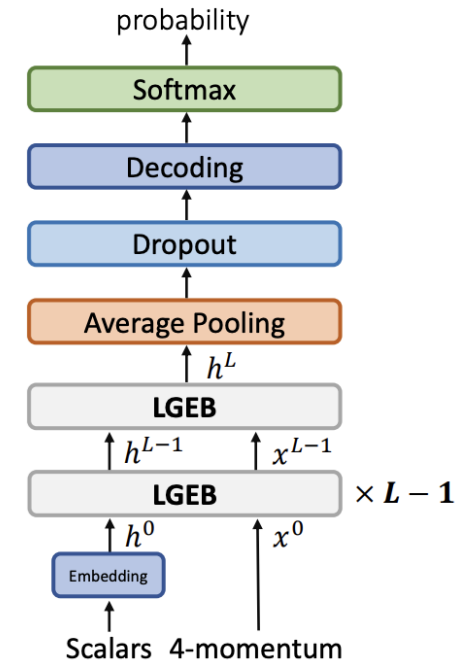 probability
Softmax
Decoding
Dropout
Average Pooling
h^L
LGEB
h^{L−1} x^{L−1}
LGEB × L − 1
h^0 x^0
Embedding
Scalars 4-momentum